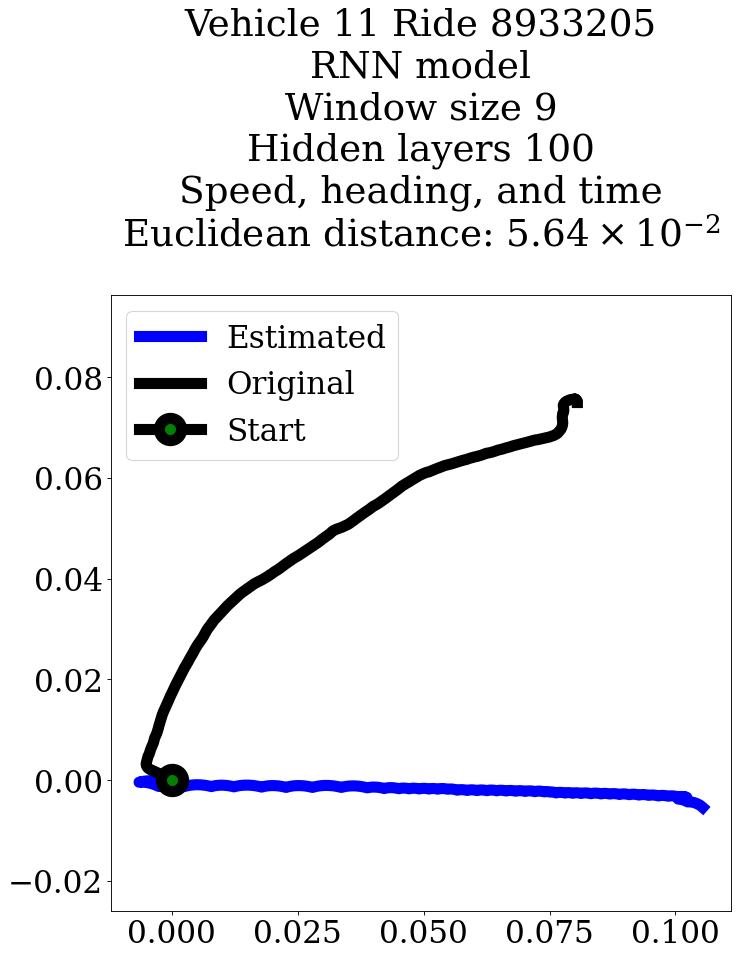 Vehicle 11 Ride 8933205
RNN model
Window size 9
Hidden layers 100
Speed, heading, and time
Euclidean distance: 5.64 × 10⁻²
Estimated
Original
Start
0.08
0.06
0.04
0.02
0.00
−0.02
0.000 0.025 0.050 0.075 0.100